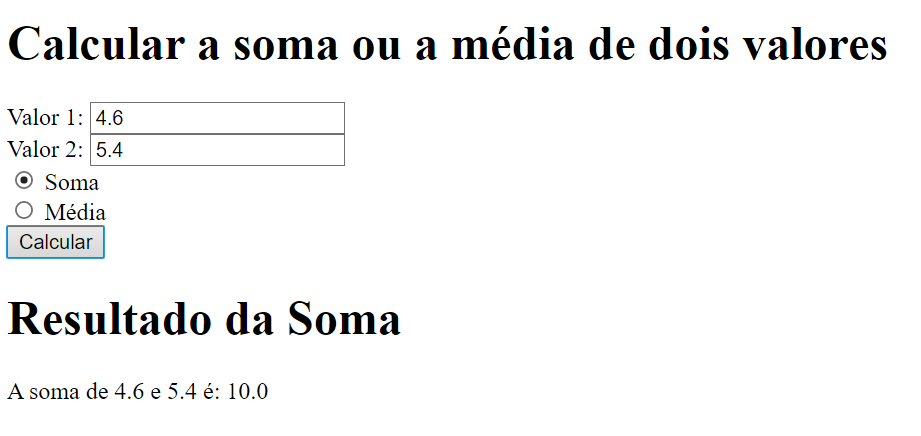 Calcular a soma ou a média de dois valores
Valor 1: 4.6
Valor 2: 5.4
Soma
Média
Calcular
Resultado da Soma
A soma de 4.6 e 5.4 é: 10.0